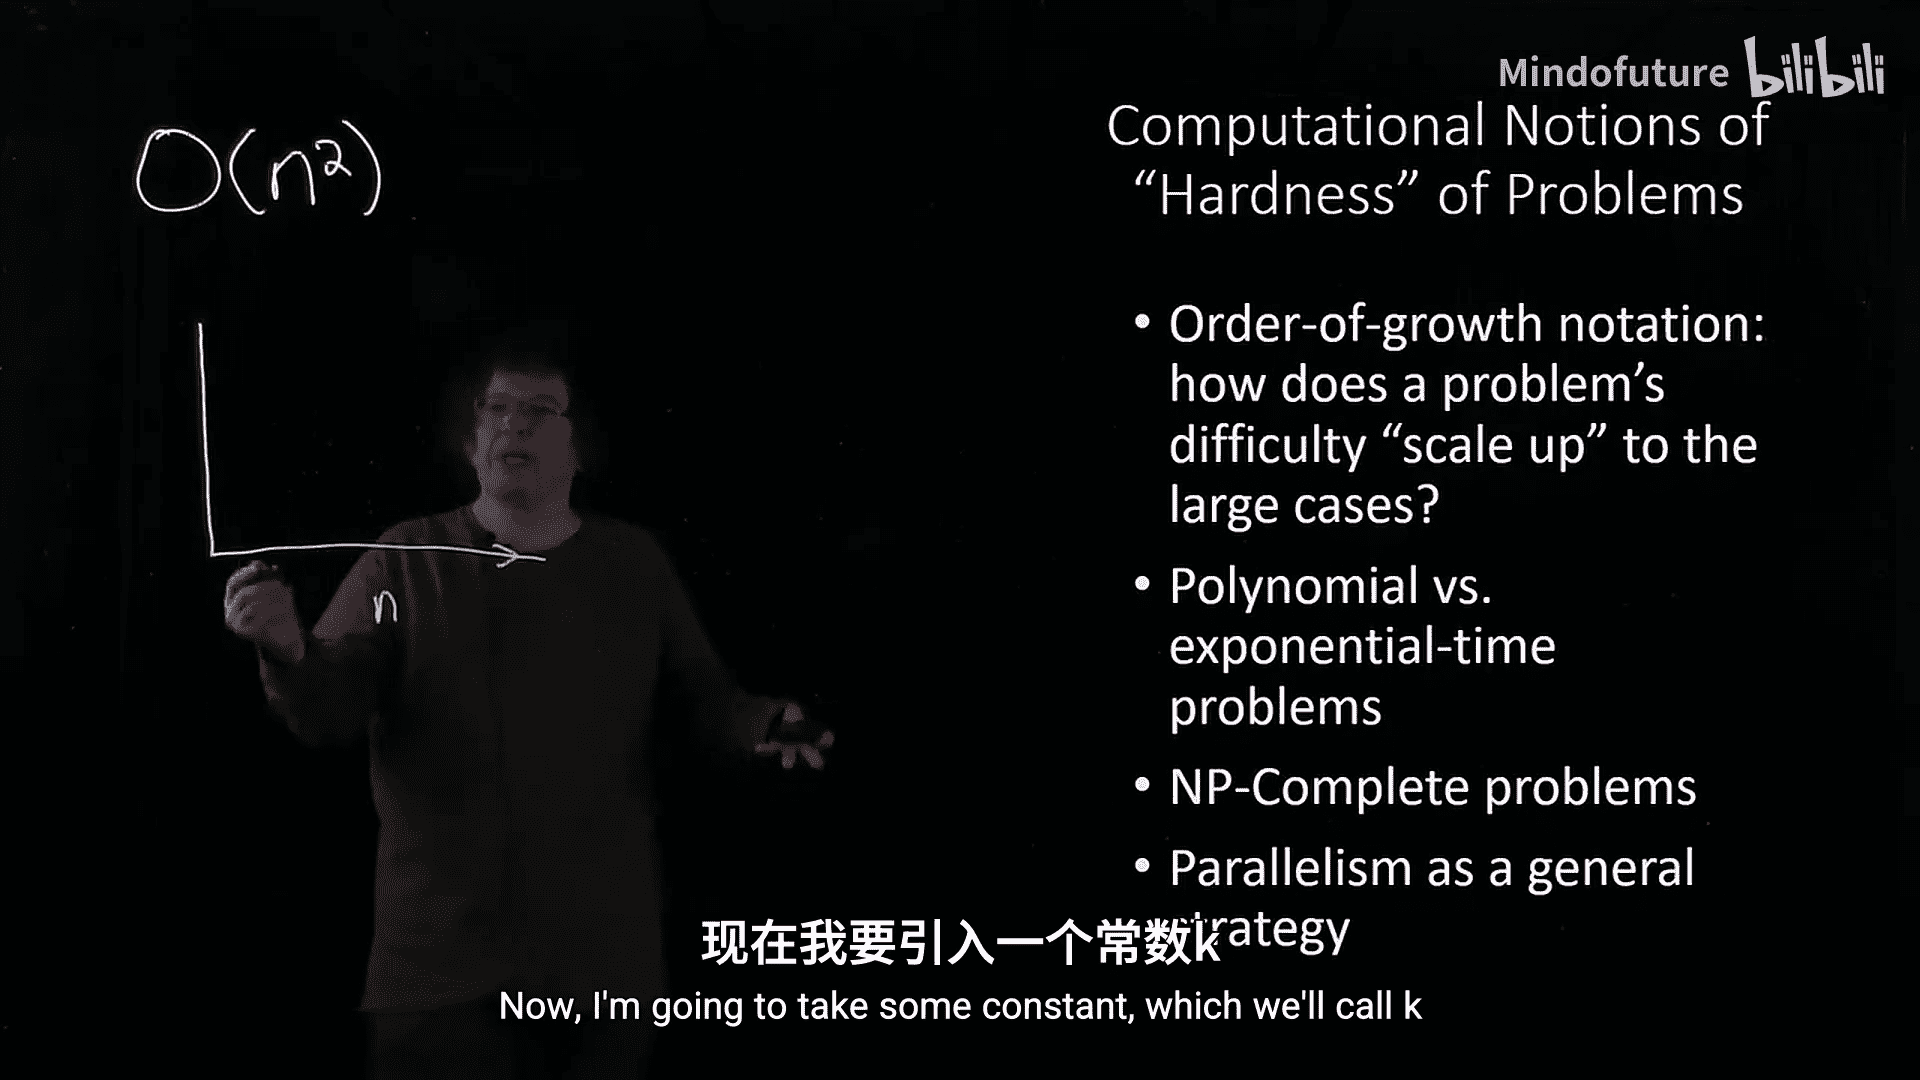 Mindofuture bilibili
O(n²)
n
Computational Notions of
“Hardness” of Problems
• Order-of-growth notation:
how does a problem’s
difficulty “scale up” to the
large cases?
• Polynomial vs.
exponential-time
problems
• NP-Complete problems
• Parallelism as a general
strategy
现在我要引入一个常数k
Now, I'm going to take some constant, which we'll call k